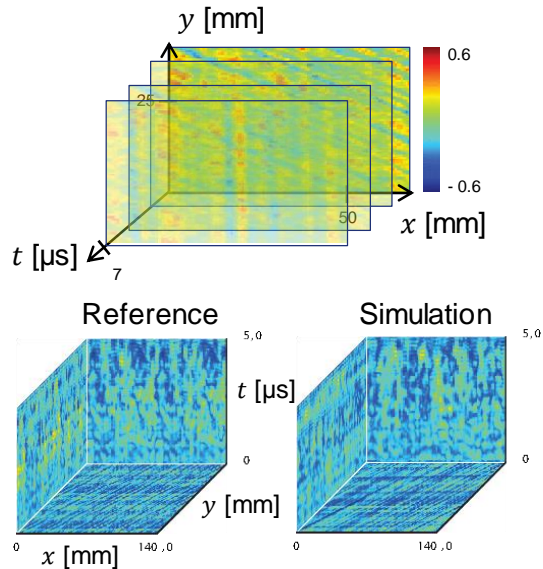 y [mm]
0.6
25
- 0.6
50
x [mm]
t [µs]
7
Reference
Simulation
5,0
5,0
t [µs]
0
0
y [mm]
0
140 ,0
0
140 ,0
x [mm]